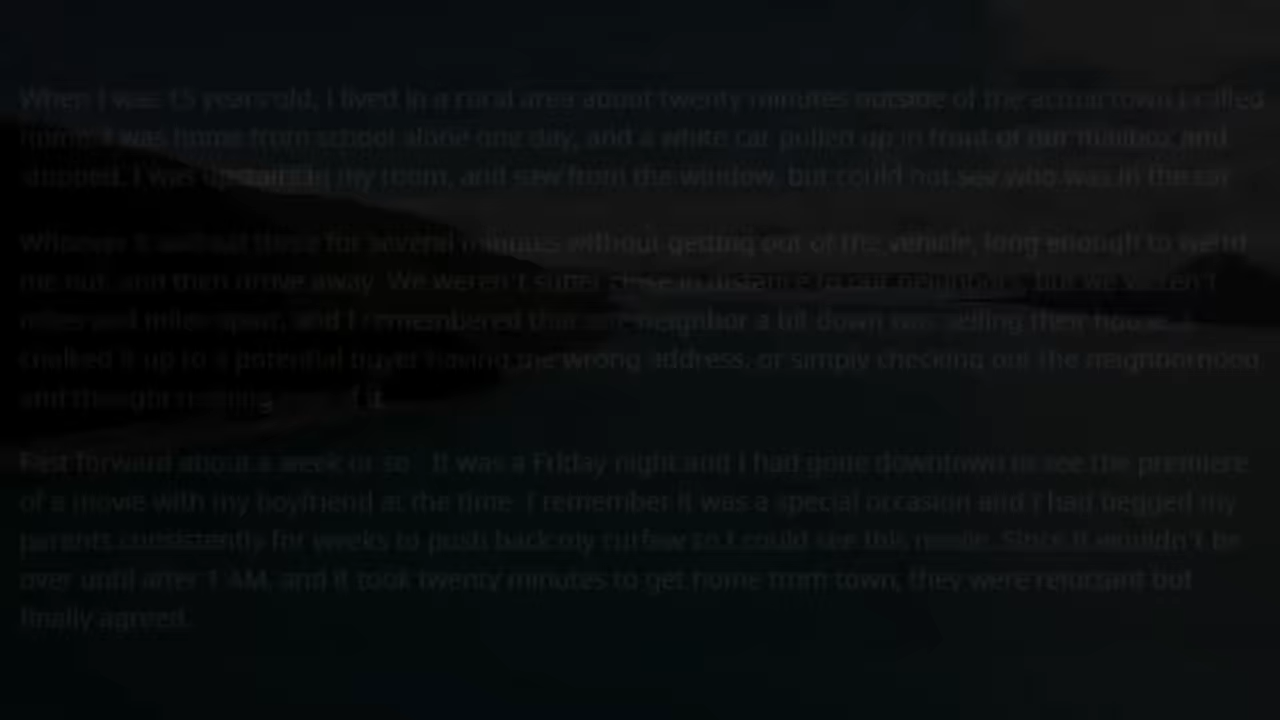 When I was 15 years old, I lived in a rural area about twenty minutes outside of the actual town I called
home. I was home from school alone one day, and a white car pulled up in front of our mailbox and
stopped. I was upstairs in my room, and saw from the window, but could not see who was in the car.
Whoever it was sat there for several minutes without getting out of the vehicle, long enough to weird
me out, and then drove away. We weren't super close in distance to our neighbors, but we weren't
miles and miles apart, and I remembered that our neighbor a bit down was selling their house. I
chalked it up to a potential buyer having the wrong address, or simply checking out the neighborhood
and thought nothing of it.
Fast forward about a week or so. It was a Friday night and I had gone downtown to see the premiere
of a movie with my boyfriend at the time. I remember it was a special occasion and I had begged my
parents consistently for weeks to push back my curfew so I could see this movie. Since it wouldn't be
over until after 1 AM, and it took twenty minutes to get home from town, they were reluctant but
finally agreed.